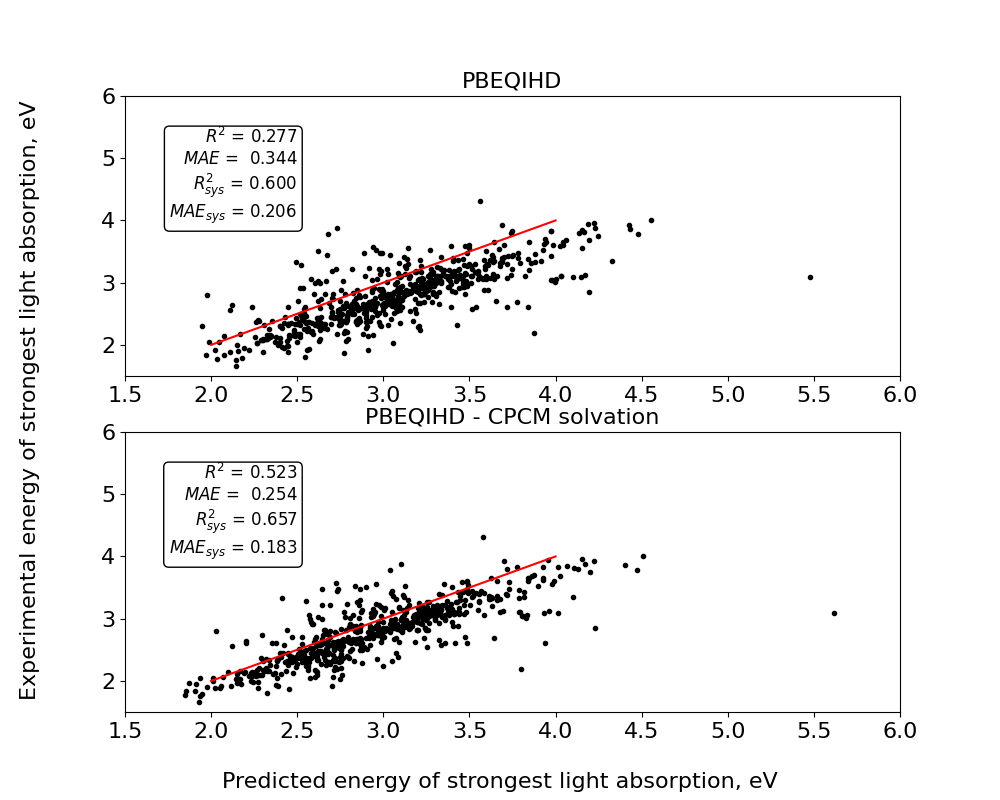 PBEQIHD
6
5
4
3
2
R² = 0.277
MAE = 0.344
R²sys = 0.600
MAEsys = 0.206
1.5 2.0 2.5 3.0 3.5 4.0 4.5 5.0 5.5 6.0
PBEQIHD - CPCM solvation
6
5
4
3
2
R² = 0.523
MAE = 0.254
R²sys = 0.657
MAEsys = 0.183
1.5 2.0 2.5 3.0 3.5 4.0 4.5 5.0 5.5 6.0
Predicted energy of strongest light absorption, eV
Experimental energy of strongest light absorption, eV